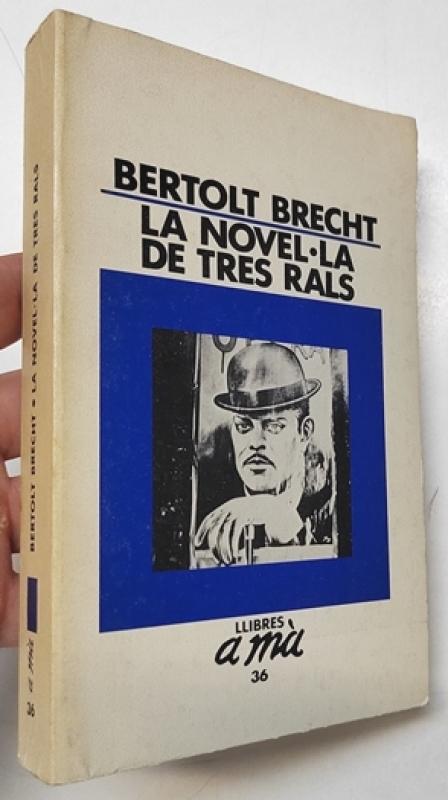 BERTOLT BRECHT
LA NOVEL·LA
DE TRES RALS
LLIBRES
a mà
36
BERTOLT BRECHT • LA NOVEL·LA DE TRES RALS
a mà
36